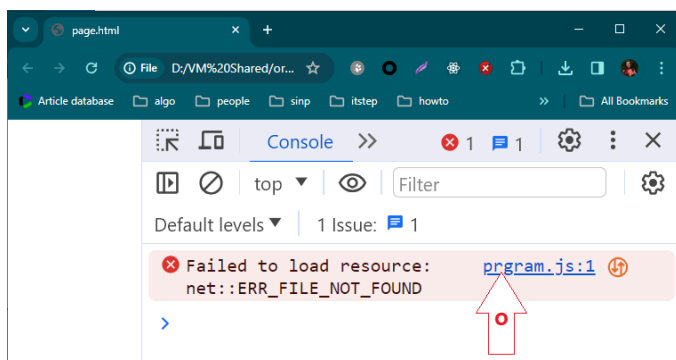 page.html
File D:/VM%20Shared/or...
Article database algo people sinp itstep howto » All Bookmarks
Console 1 1
top Filter
Default levels 1 Issue: 1
Failed to load resource: prgram.js:1
net::ERR_FILE_NOT_FOUND
o